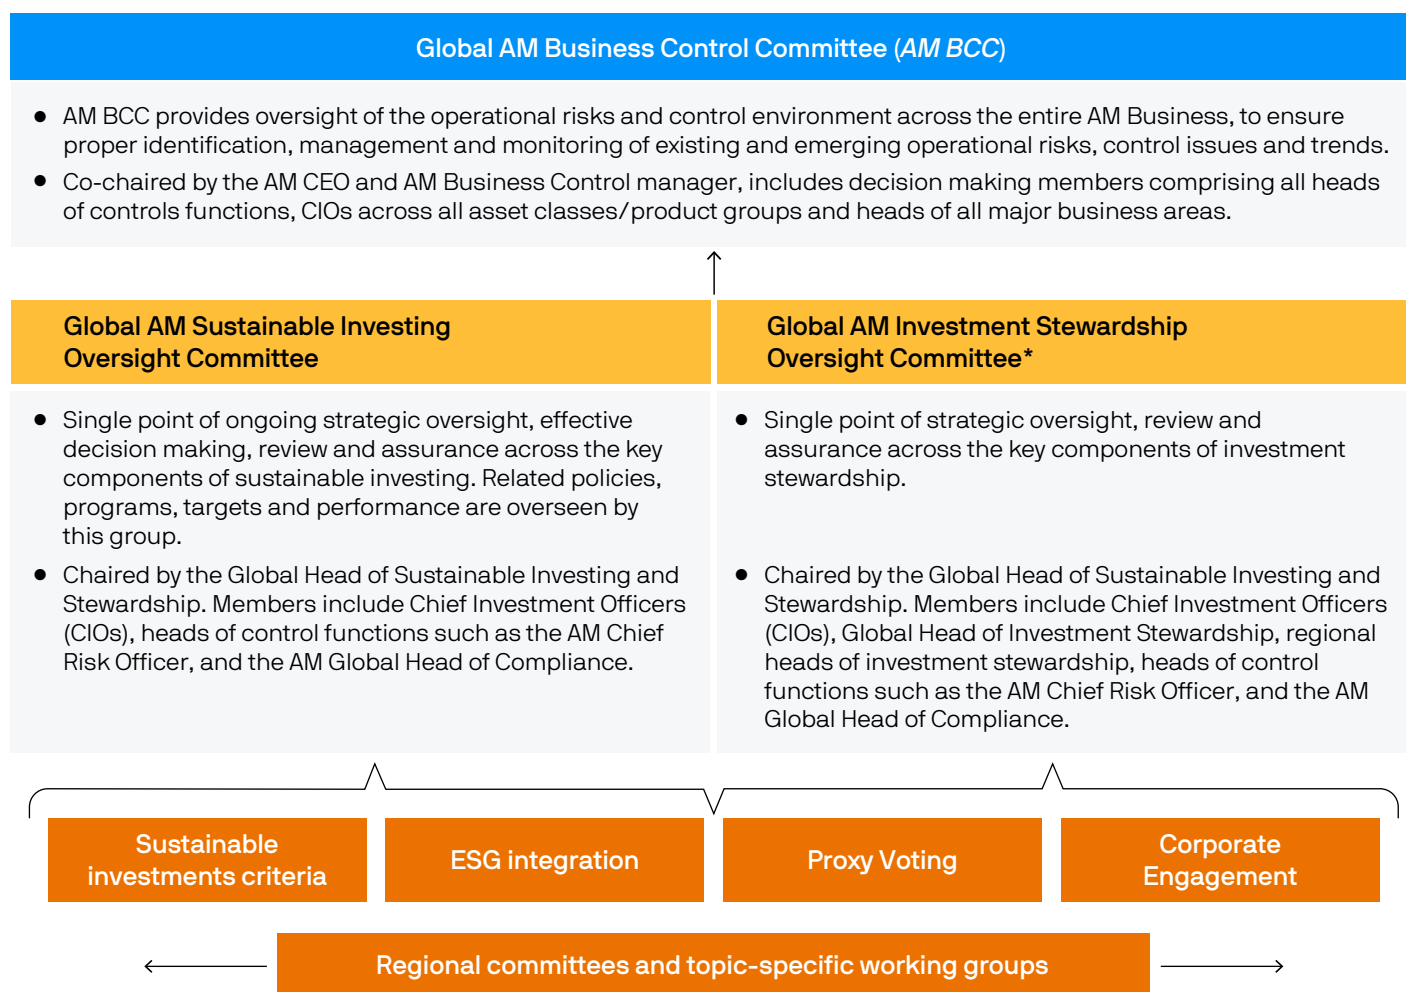 Global AM Business Control Committee (AM BCC)
● AM BCC provides oversight of the operational risks and control environment across the entire AM Business, to ensure
proper identification, management and monitoring of existing and emerging operational risks, control issues and trends.
● Co-chaired by the AM CEO and AM Business Control manager, includes decision making members comprising all heads
of controls functions, CIOs across all asset classes/product groups and heads of all major business areas.
Global AM Sustainable Investing
Oversight Committee
● Single point of ongoing strategic oversight, effective
decision making, review and assurance across the key
components of sustainable investing. Related policies,
programs, targets and performance are overseen by
this group.
● Chaired by the Global Head of Sustainable Investing and
Stewardship. Members include Chief Investment Officers
(CIOs), heads of control functions such as the AM Chief
Risk Officer, and the AM Global Head of Compliance.
Global AM Investment Stewardship
Oversight Committee*
● Single point of strategic oversight, review and
assurance across the key components of investment
stewardship.
● Chaired by the Global Head of Sustainable Investing and
Stewardship. Members include Chief Investment Officers
(CIOs), Global Head of Investment Stewardship, regional
heads of investment stewardship, heads of control
functions such as the AM Chief Risk Officer, and the AM
Global Head of Compliance.
Sustainable
investments criteria
ESG integration
Proxy Voting
Corporate
Engagement
Regional committees and topic-specific working groups